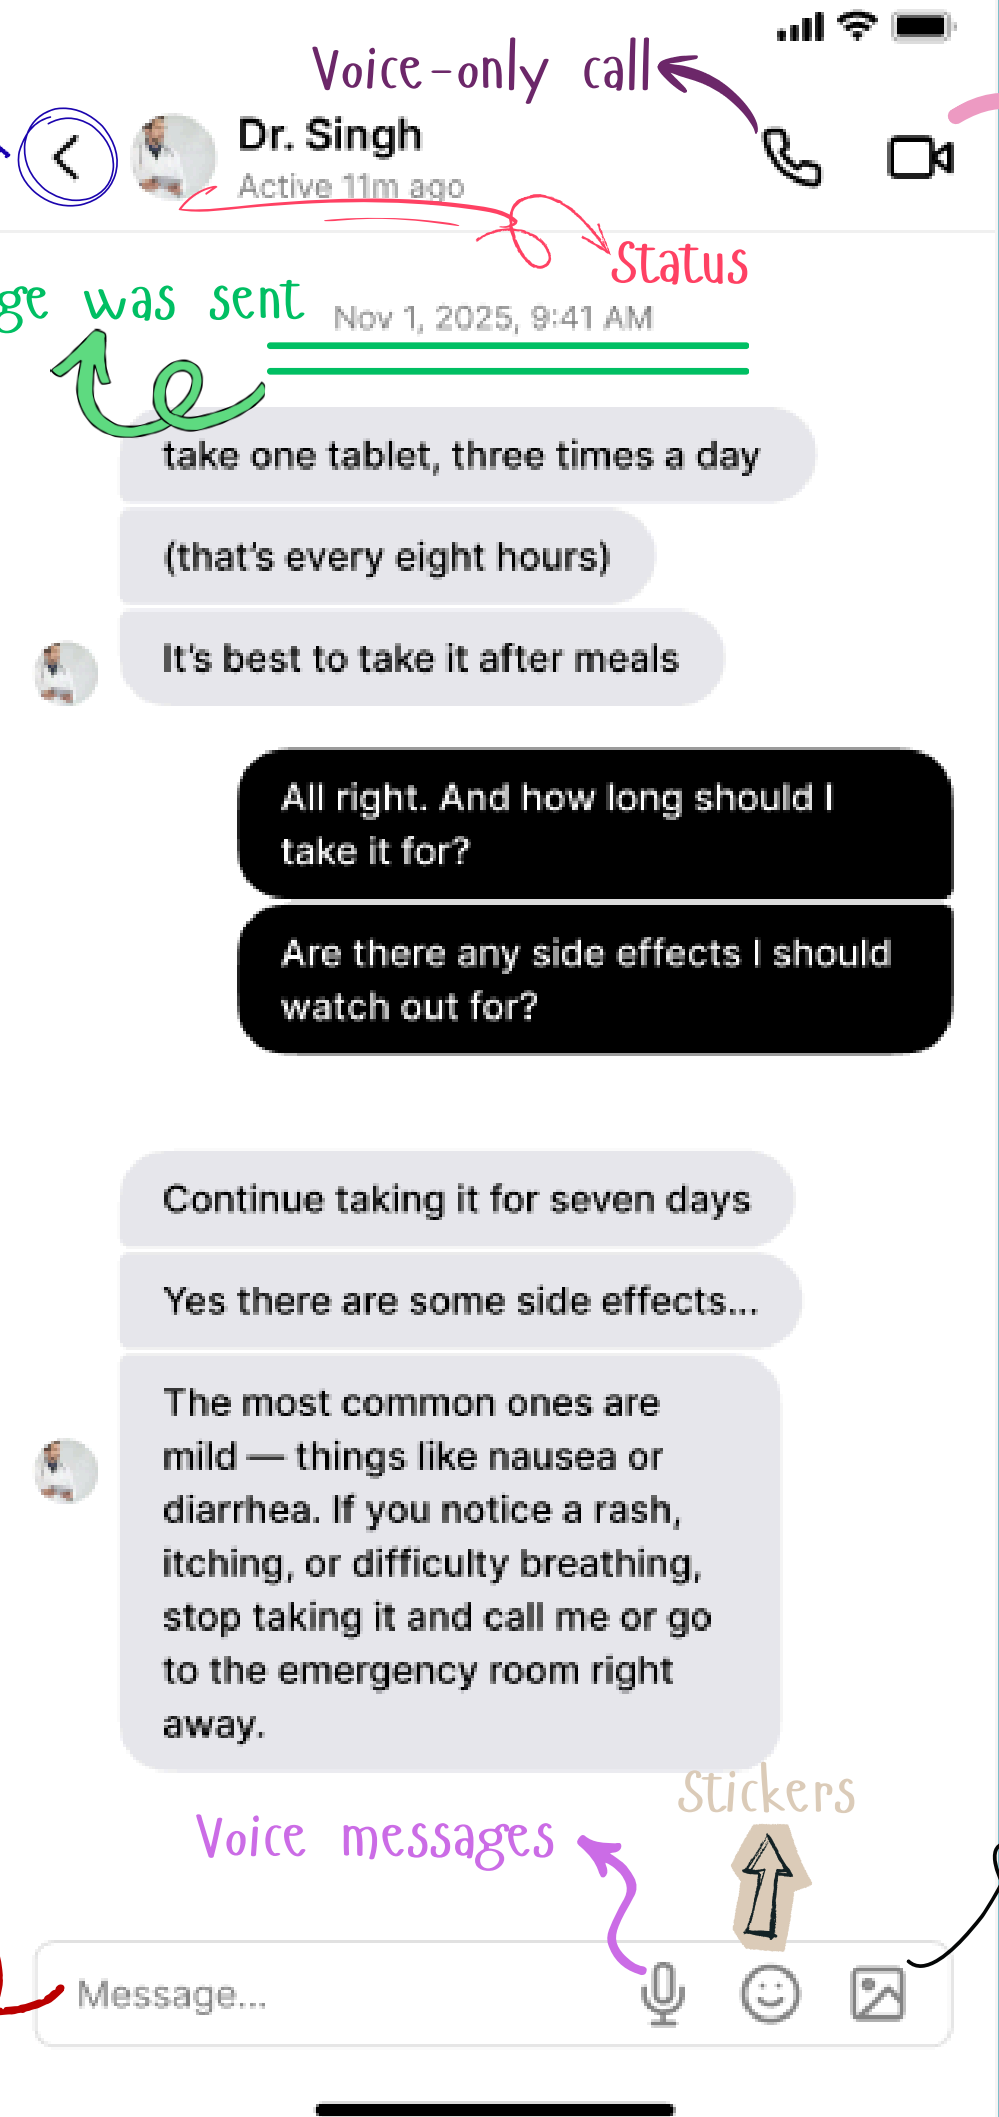 Voice-only call
Dr. Singh
Active 11m ago
Status
ge was sent
Nov 1, 2025, 9:41 AM
take one tablet, three times a day
(that's every eight hours)
It's best to take it after meals
All right. And how long should I
take it for?
Are there any side effects I should
watch out for?
Continue taking it for seven days
Yes there are some side effects...
The most common ones are
mild — things like nausea or
diarrhea. If you notice a rash,
itching, or difficulty breathing,
stop taking it and call me or go
to the emergency room right
away.
Stickers
Voice messages
Message...